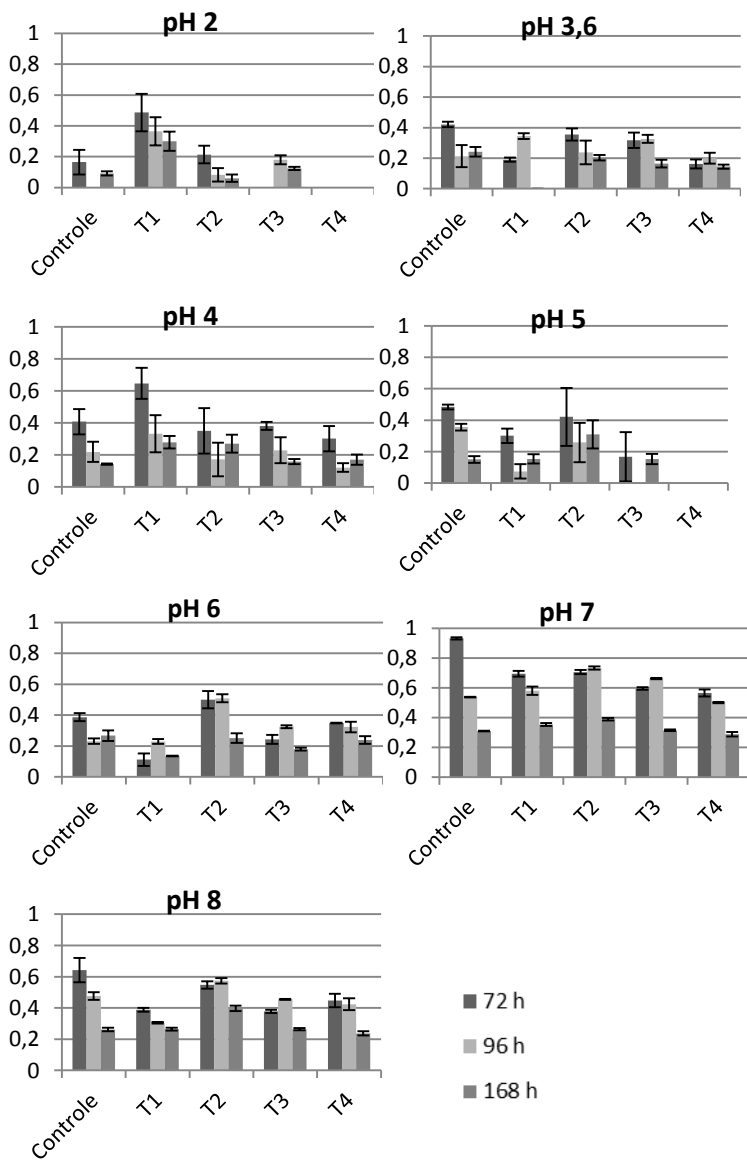 pH 2
1
0,8
0,6
0,4
0,2
0
Controle
T1
T2
T3
T4
pH 3,6
1
0,8
0,6
0,4
0,2
0
Controle
T1
T2
T3
T4
pH 4
1
0,8
0,6
0,4
0,2
0
Controle
T1
T2
T3
T4
pH 5
1
0,8
0,6
0,4
0,2
0
Controle
T1
T2
T3
T4
pH 6
1
0,8
0,6
0,4
0,2
0
Controle
T1
T2
T3
T4
pH 7
1
0,8
0,6
0,4
0,2
0
Controle
T1
T2
T3
T4
pH 8
1
0,8
0,6
0,4
0,2
0
Controle
T1
T2
T3
T4
72 h
96 h
168 h